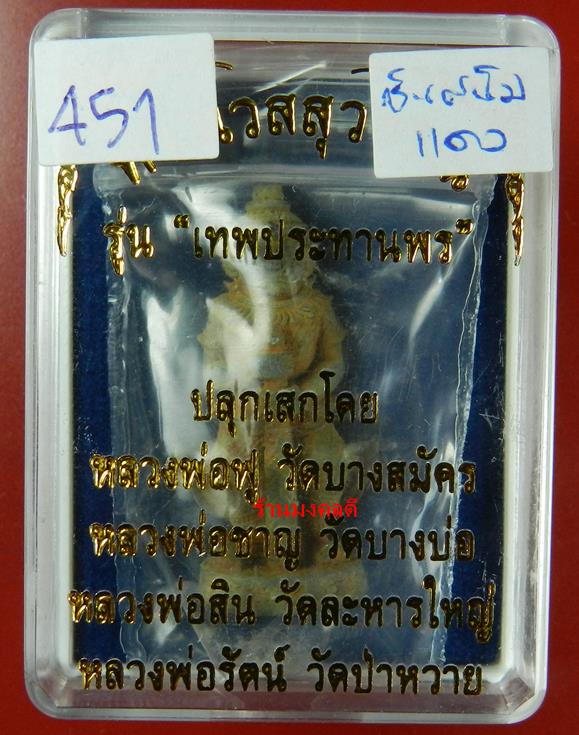 451
วสสุว
รุ่น "เทพประทานพร"
ปลุกเสกโดย
หลวงพ่อฟู วัดบางสมัคร
ร้านมงคลดี
หลวงพ่อชาญ วัดบางบ่อ
หลวงพ่อสิน วัดละหารใหญ่
หลวงพ่อรัตน์ วัดป่าหวาย